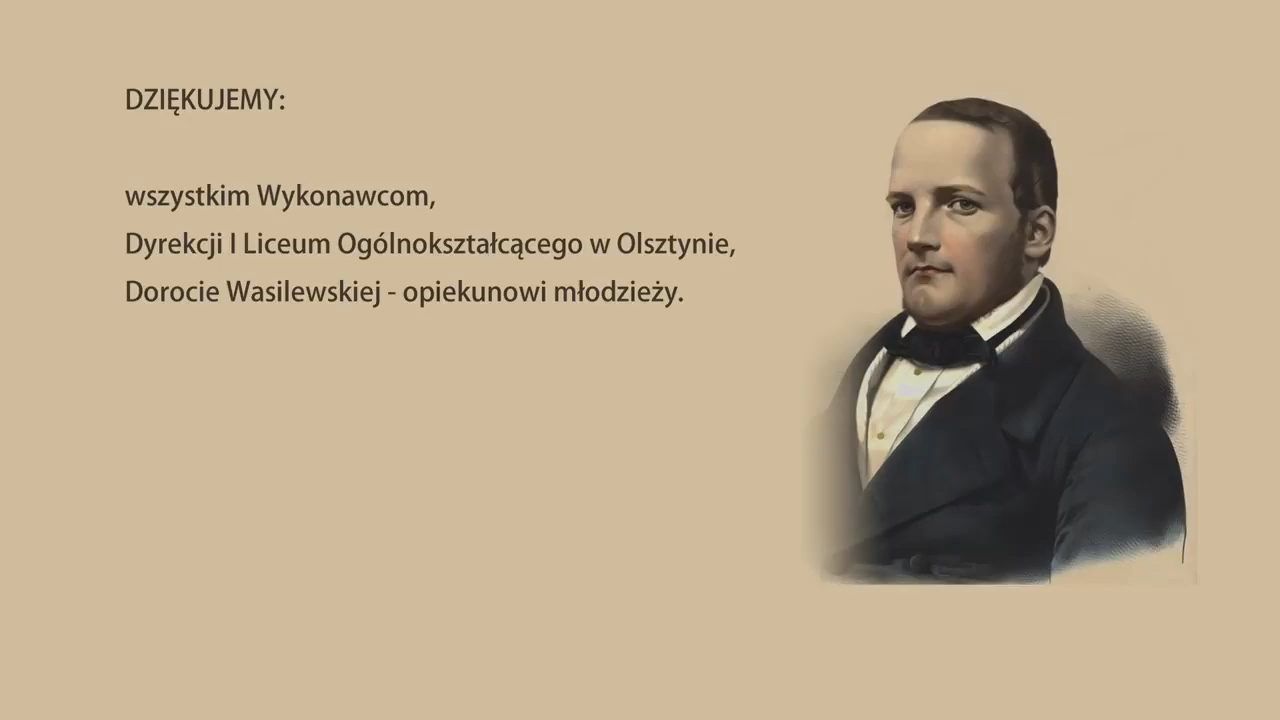 DZIĘKUJEMY:
wszystkim Wykonawcom,
Dyrekcji I Liceum Ogólnokształcącego w Olsztynie,
Dorocie Wasilewskiej - opiekunowi młodzieży.